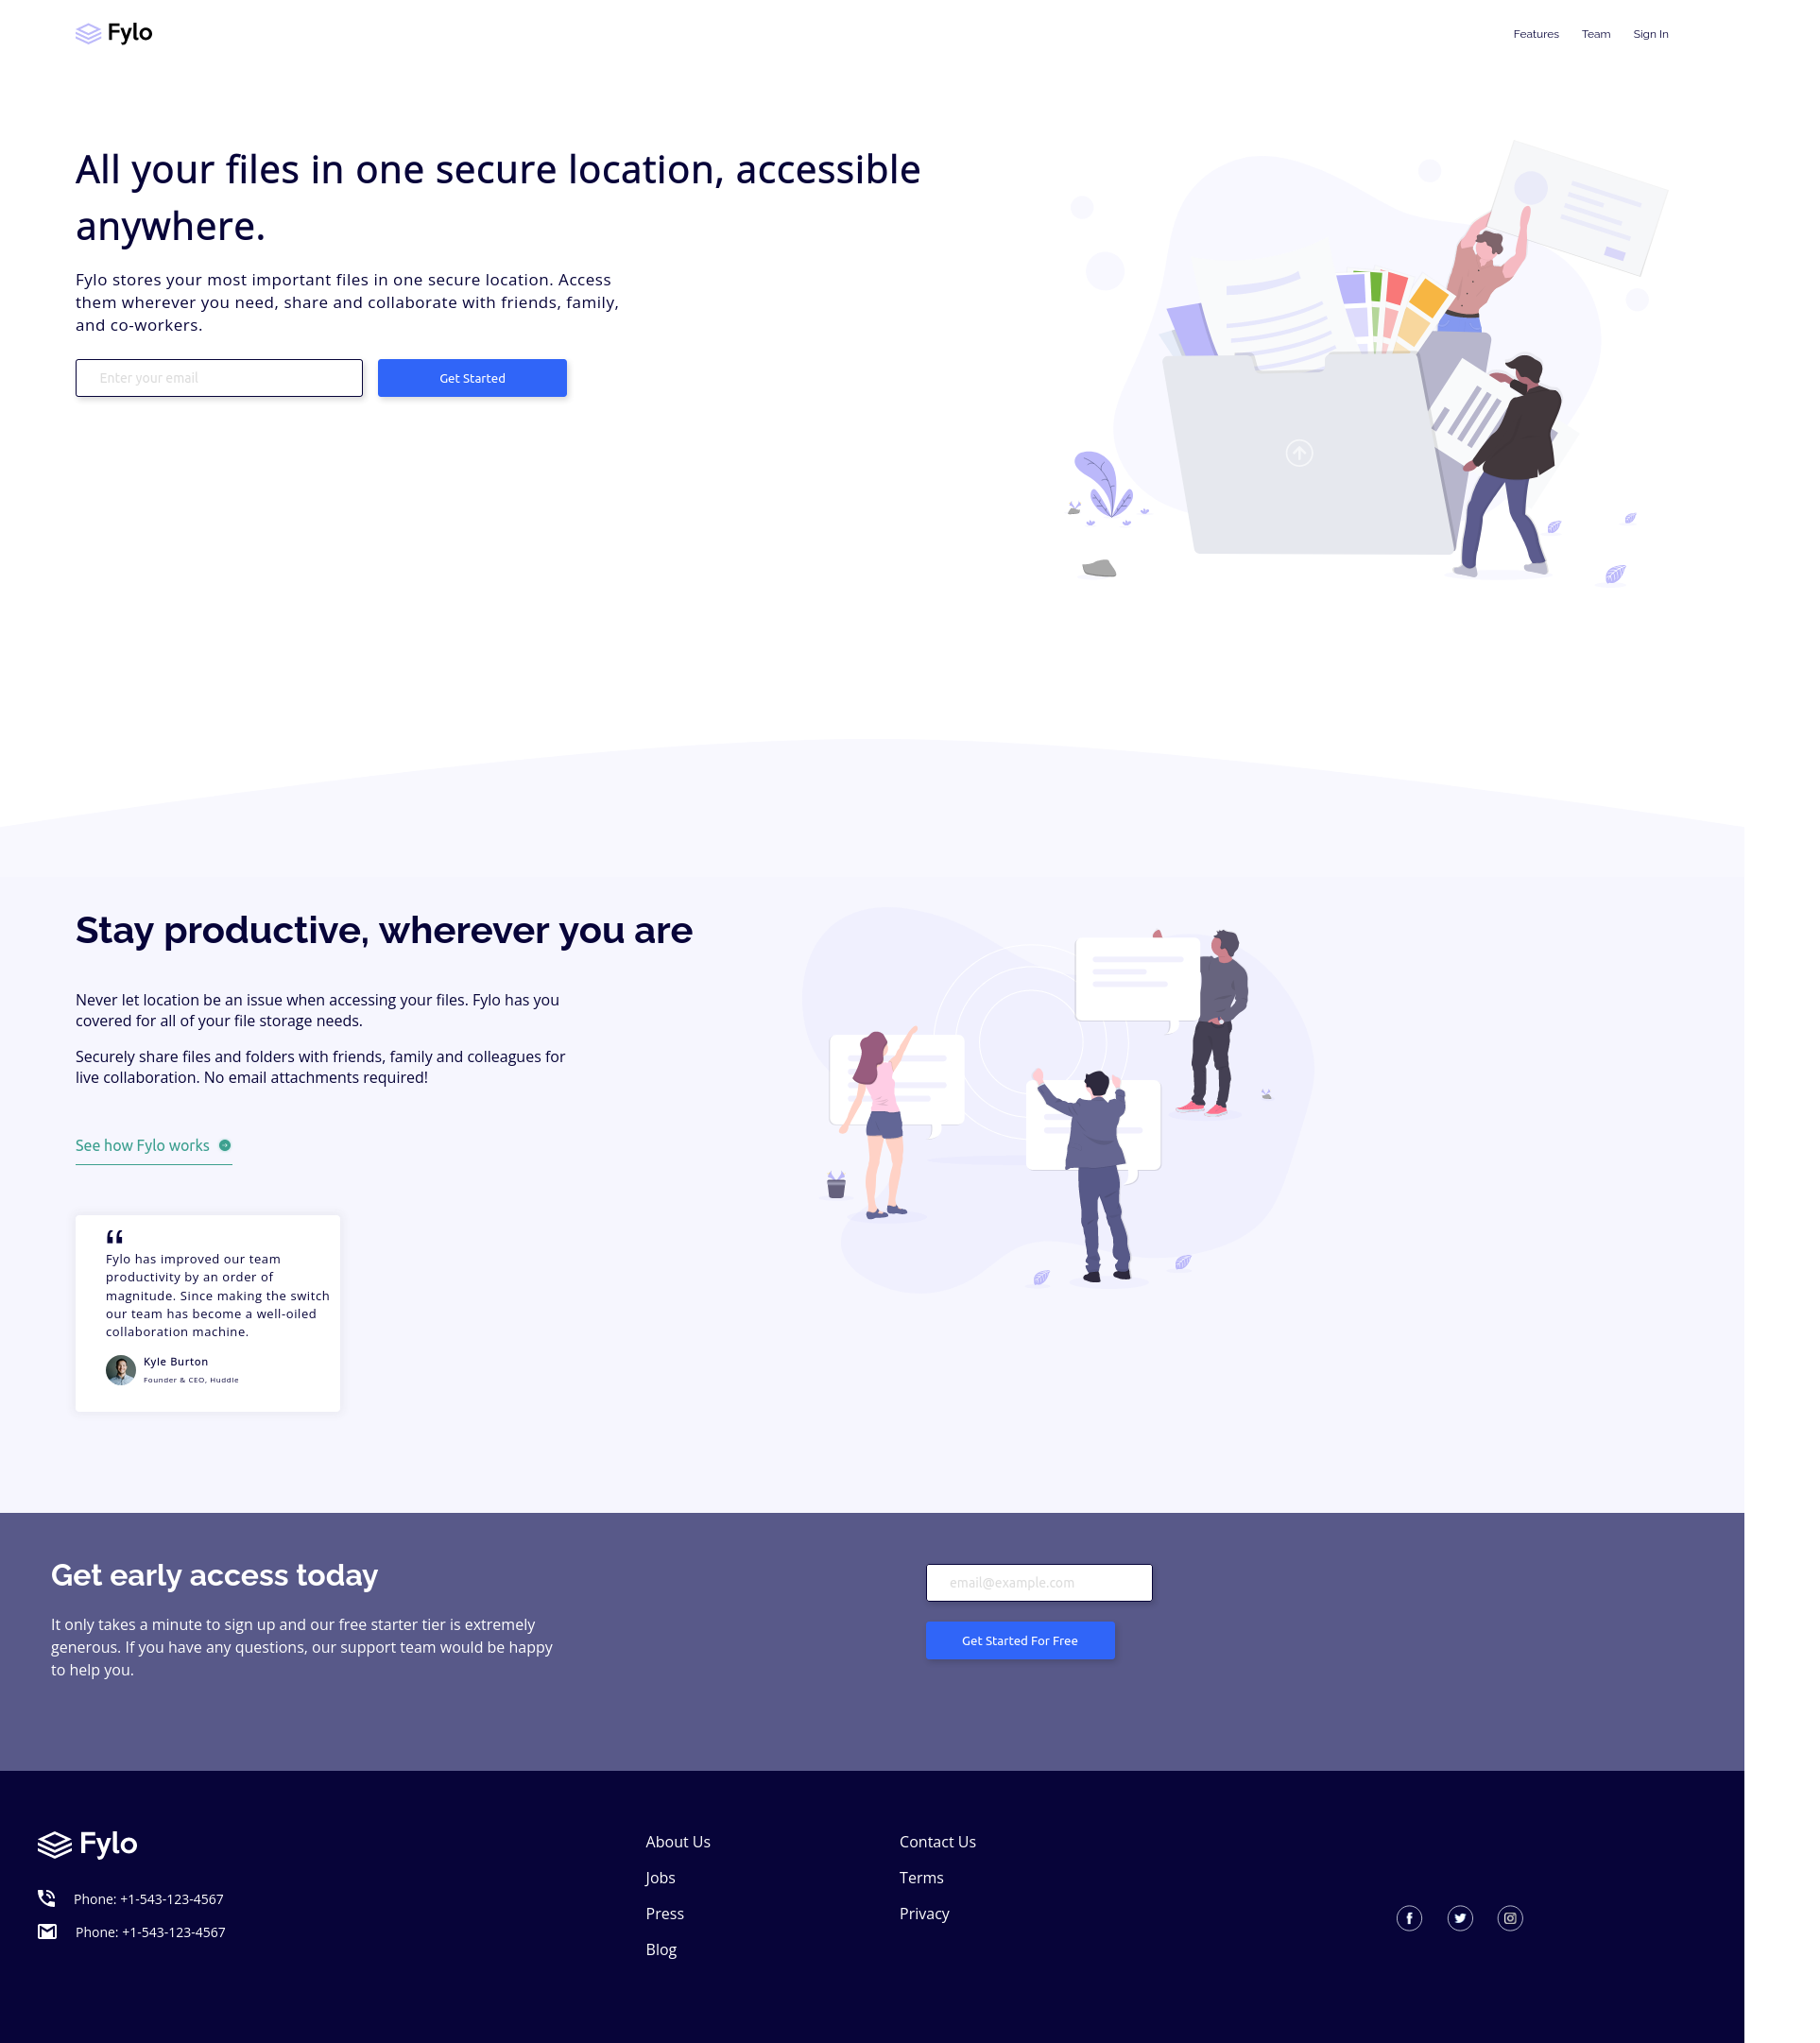 Fylo
Features Team Sign In
All your files in one secure location, accessible
anywhere.
Fylo stores your most important files in one secure location. Access
them wherever you need, share and collaborate with friends, family,
and co-workers.
Enter your email
Get Started
Stay productive, wherever you are
Never let location be an issue when accessing your files. Fylo has you
covered for all of your file storage needs.
Securely share files and folders with friends, family and colleagues for
live collaboration. No email attachments required!
See how Fylo works
“
Fylo has improved our team
productivity by an order of
magnitude. Since making the switch
our team has become a well-oiled
collaboration machine.
Kyle Burton
Founder & CEO, Huddle
Get early access today
It only takes a minute to sign up and our free starter tier is extremely
generous. If you have any questions, our support team would be happy
to help you.
email@example.com
Get Started For Free
Fylo
Phone: +1-543-123-4567
Phone: +1-543-123-4567
About Us
Jobs
Press
Blog
Contact Us
Terms
Privacy